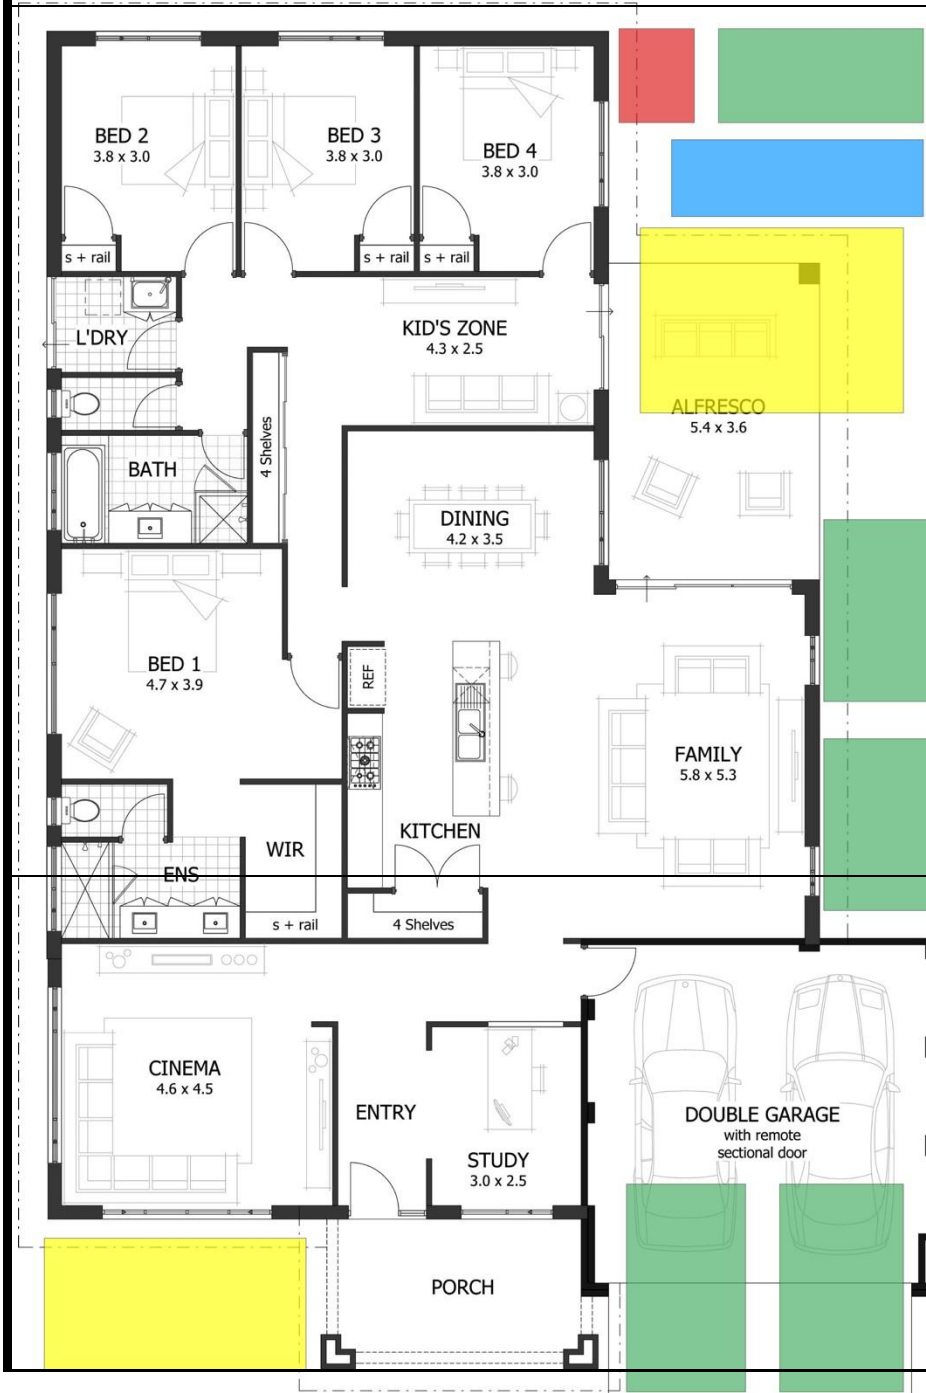 BED 2
3.8 x 3.0
BED 3
3.8 x 3.0
BED 4
3.8 x 3.0
s + rail
s + rail
s + rail
L'DRY
KID'S ZONE
4.3 x 2.5
ALFRESCO
5.4 x 3.6
4 Shelves
BATH
DINING
4.2 x 3.5
BED 1
4.7 x 3.9
REF
FAMILY
5.8 x 5.3
KITCHEN
WIR
ENS
s + rail
4 Shelves
CINEMA
4.6 x 4.5
ENTRY
DOUBLE GARAGE
with remote
sectional door
STUDY
3.0 x 2.5
PORCH